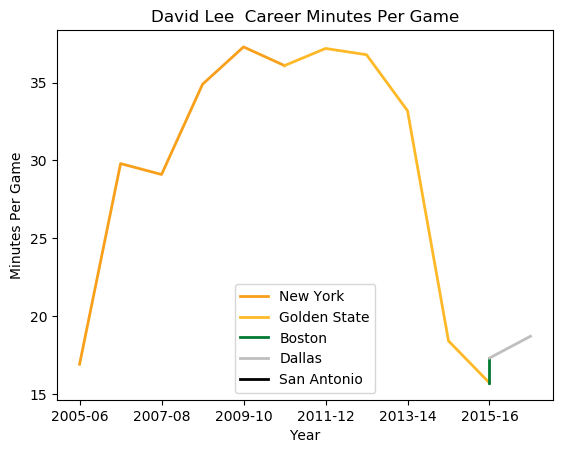 David Lee  Career Minutes Per Game
Minutes Per Game
35
30
25
20
15
New York
Golden State
Boston
Dallas
San Antonio
2005-06 2007-08 2009-10 2011-12 2013-14 2015-16
Year